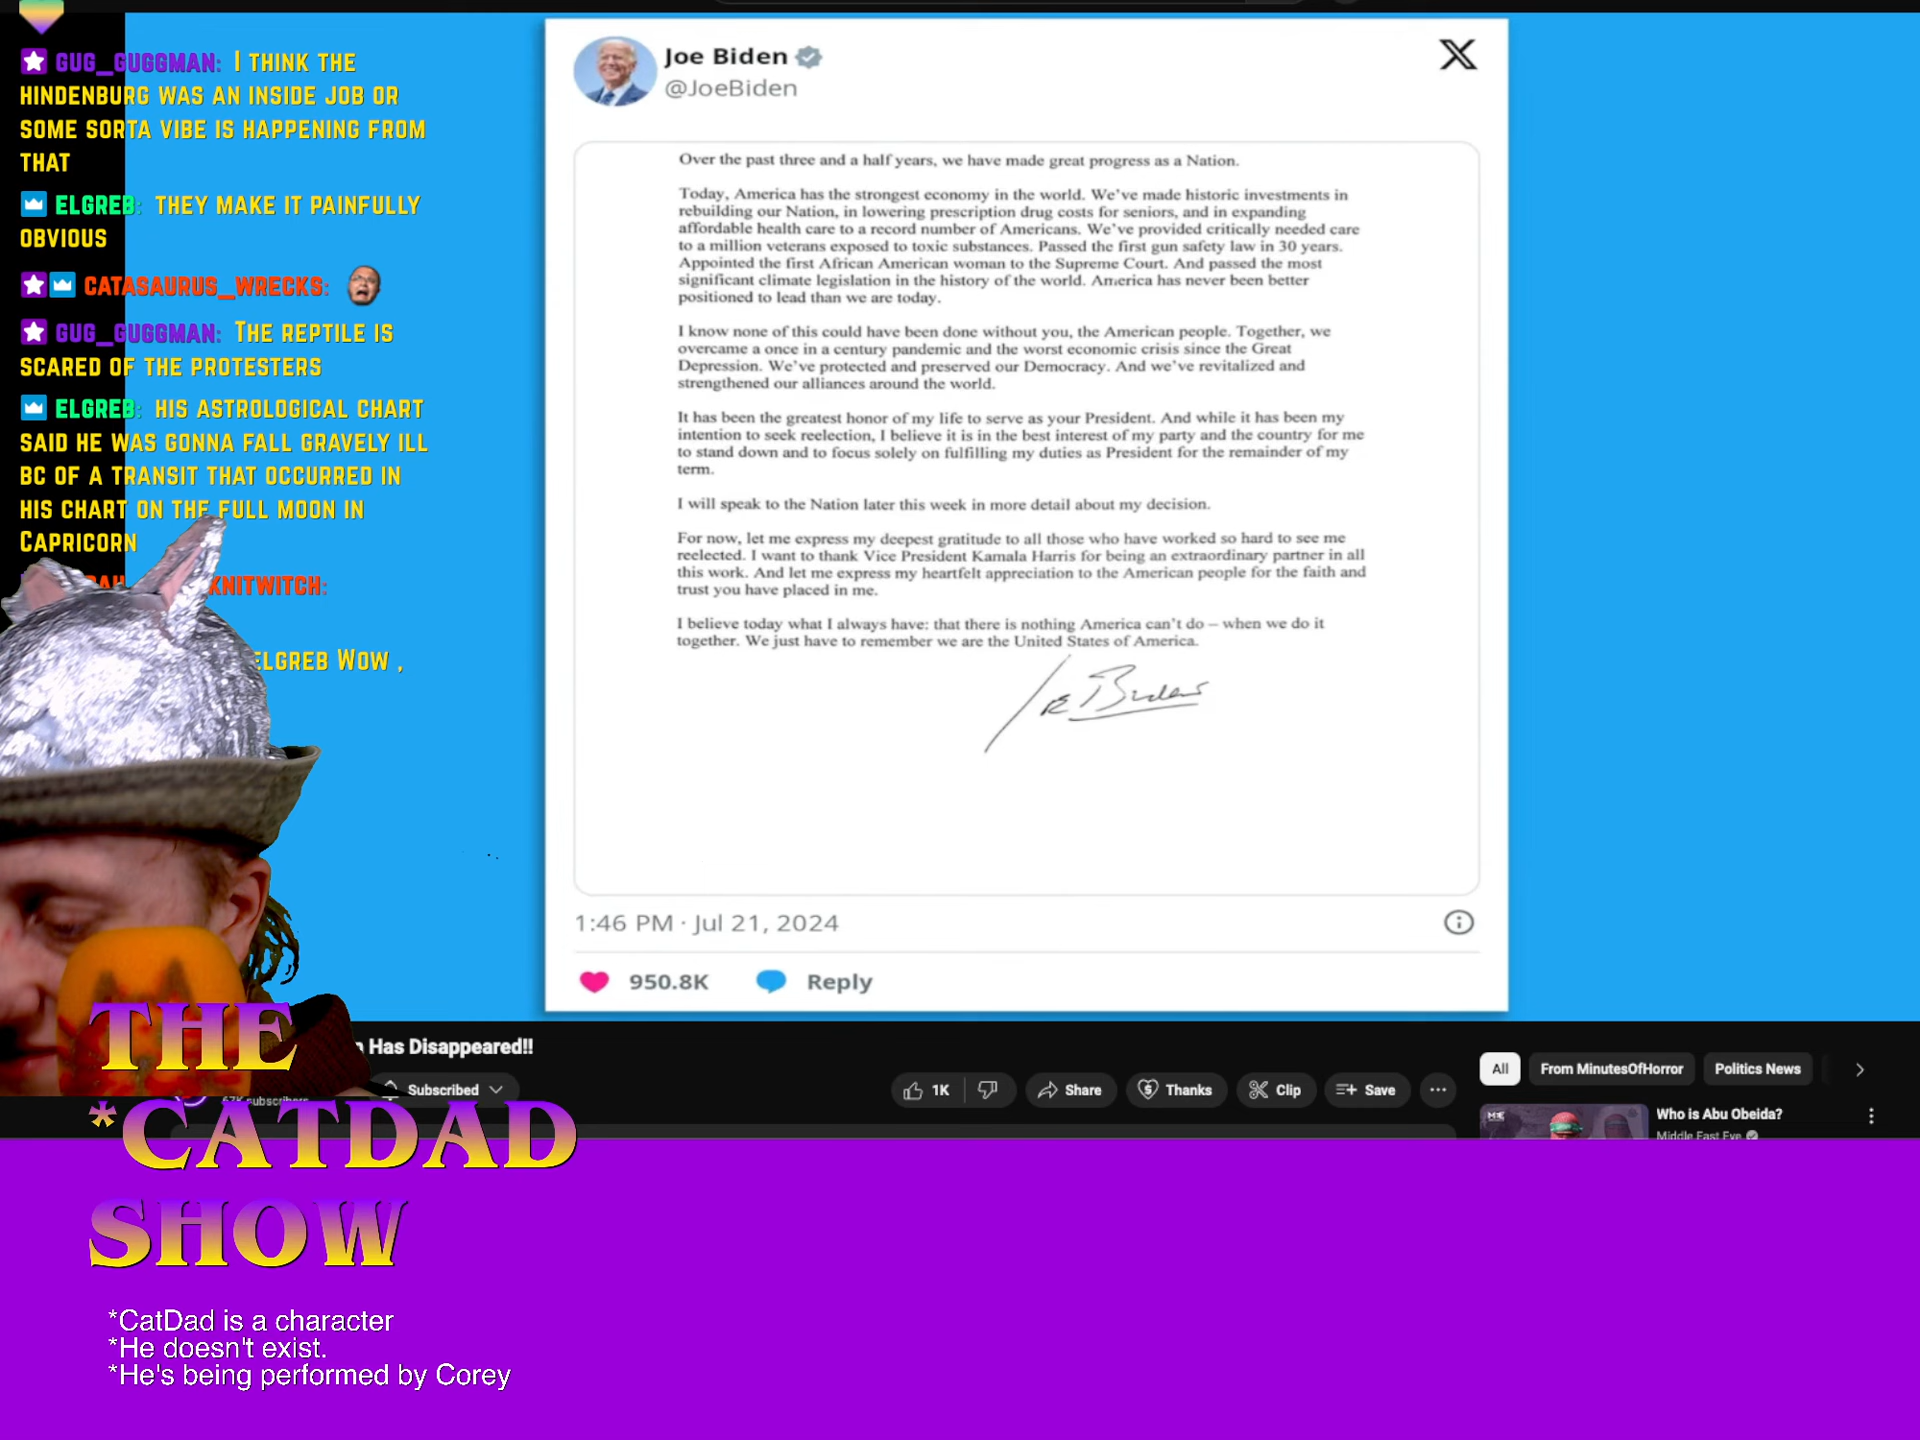 GUG_GUGGMAN: I THINK THE
HINDENBURG WAS AN INSIDE JOB OR
SOME SORTA VIBE IS HAPPENING FROM
THAT
ELGREB: THEY MAKE IT PAINFULLY
OBVIOUS
CATASAURUS_WRECKS:
GUG_GUGGMAN: THE REPTILE IS
SCARED OF THE PROTESTERS
ELGREB: HIS ASTROLOGICAL CHART
SAID HE WAS GONNA FALL GRAVELY ILL
BC OF A TRANSIT THAT OCCURRED IN
HIS CHART ON THE FULL MOON IN
CAPRICORN
KNITWITCH:
ELGREB WOW ,
Joe Biden
@JoeBiden
Over the past three and a half years, we have made great progress as a Nation.
Today, America has the strongest economy in the world. We've made historic investments in
rebuilding our Nation, in lowering prescription drug costs for seniors, and in expanding
affordable health care to a record number of Americans. We've provided critically needed care
to a million veterans exposed to toxic substances. Passed the first gun safety law in 30 years.
Appointed the first African American woman to the Supreme Court. And passed the most
significant climate legislation in the history of the world. America has never been better
positioned to lead than we are today.
I know none of this could have been done without you, the American people. Together, we
overcame a once in a century pandemic and the worst economic crisis since the Great
Depression. We've protected and preserved our Democracy. And we've revitalized and
strengthened our alliances around the world.
It has been the greatest honor of my life to serve as your President. And while it has been my
intention to seek reelection, I believe it is in the best interest of my party and the country for me
to stand down and to focus solely on fulfilling my duties as President for the remainder of my
term.
I will speak to the Nation later this week in more detail about my decision.
For now, let me express my deepest gratitude to all those who have worked so hard to see me
reelected. I want to thank Vice President Kamala Harris for being an extraordinary partner in all
this work. And let me express my heartfelt appreciation to the American people for the faith and
trust you have placed in me.
I believe today what I always have: that there is nothing America can't do – when we do it
together. We just have to remember we are the United States of America.
Joe Biden
1:46 PM · Jul 21, 2024
950.8K Reply
Has Disappeared!!
Subscribed
67K subscribers
1K Share Thanks Clip Save
All From MinutesOfHorror Politics News
Who is Abu Obeida?
Middle East Eye
THE
*CATDAD
SHOW
*CatDad is a character
*He doesn't exist.
*He's being performed by Corey